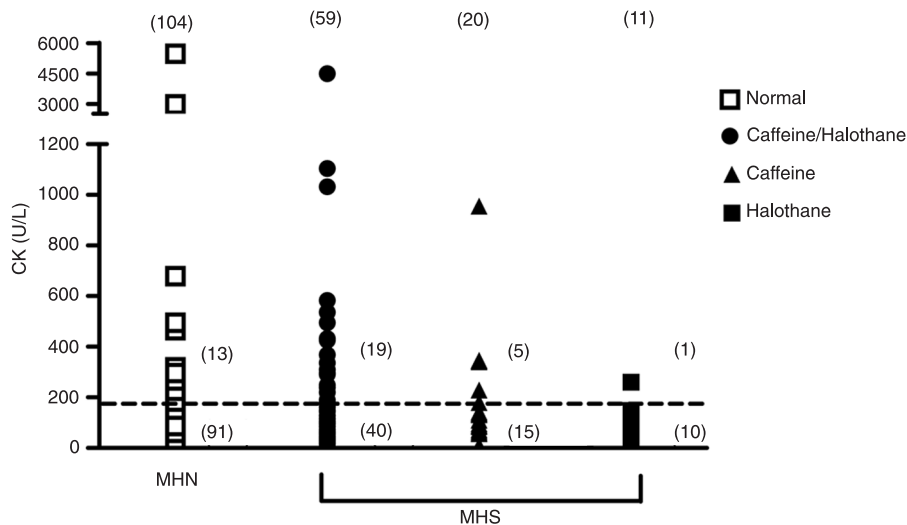 (104) (59) (20) (11)
6000
4500
3000
1200
1000
800
600
400
200
0
CK (U/L)
Normal
Caffeine/Halothane
Caffeine
Halothane
(13) (19) (5) (1)
(91) (40) (15) (10)
MHN
MHS